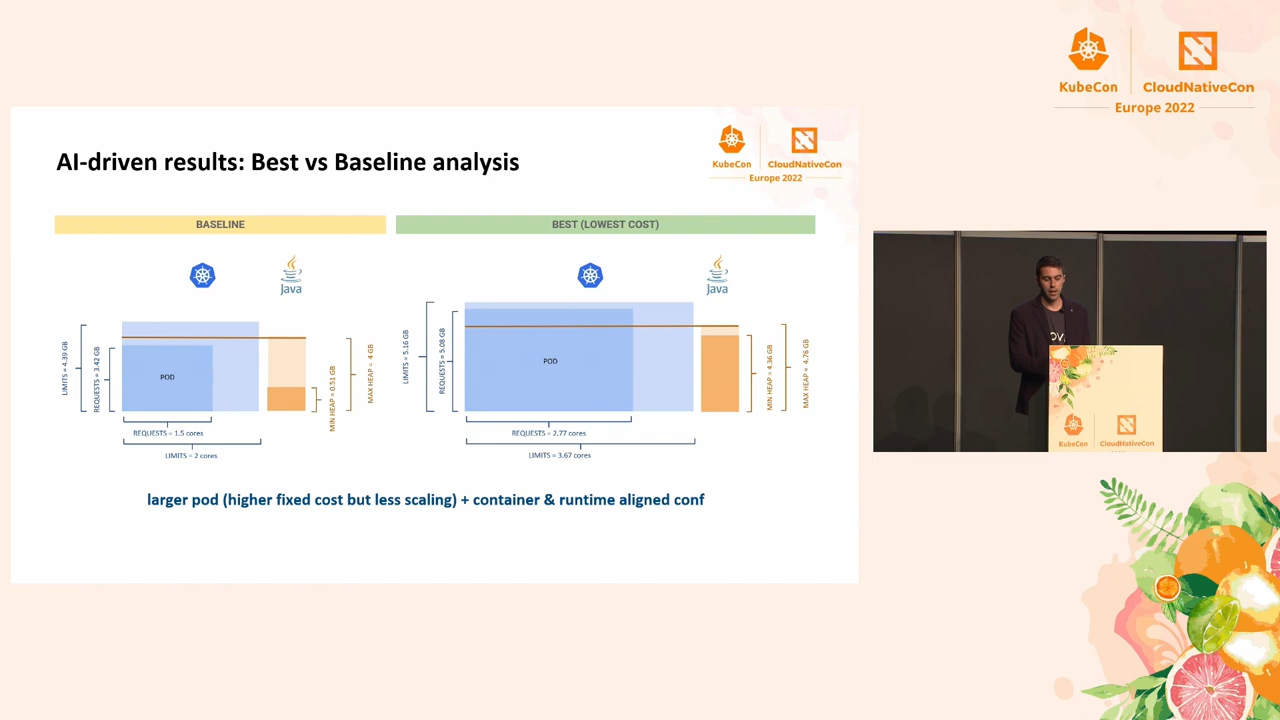 KubeCon
CloudNativeCon
Europe 2022
AI-driven results: Best vs Baseline analysis
KubeCon
CloudNativeCon
Europe 2022
BASELINE
BEST (LOWEST COST)
Java
Java
LIMITS = 4.39 GB
REQUESTS = 3.42 GB
POD
MIN HEAP = 0.51 GB
MAX HEAP = 4 GB
REQUESTS = 1.5 cores
LIMITS = 2 cores
LIMITS = 5.16 GB
REQUESTS = 5.08 GB
POD
MIN HEAP = 4.36 GB
MAX HEAP = 4.76 GB
REQUESTS = 2.77 cores
LIMITS = 3.67 cores
larger pod (higher fixed cost but less scaling) + container & runtime aligned conf
KubeCon
CloudNativeCon